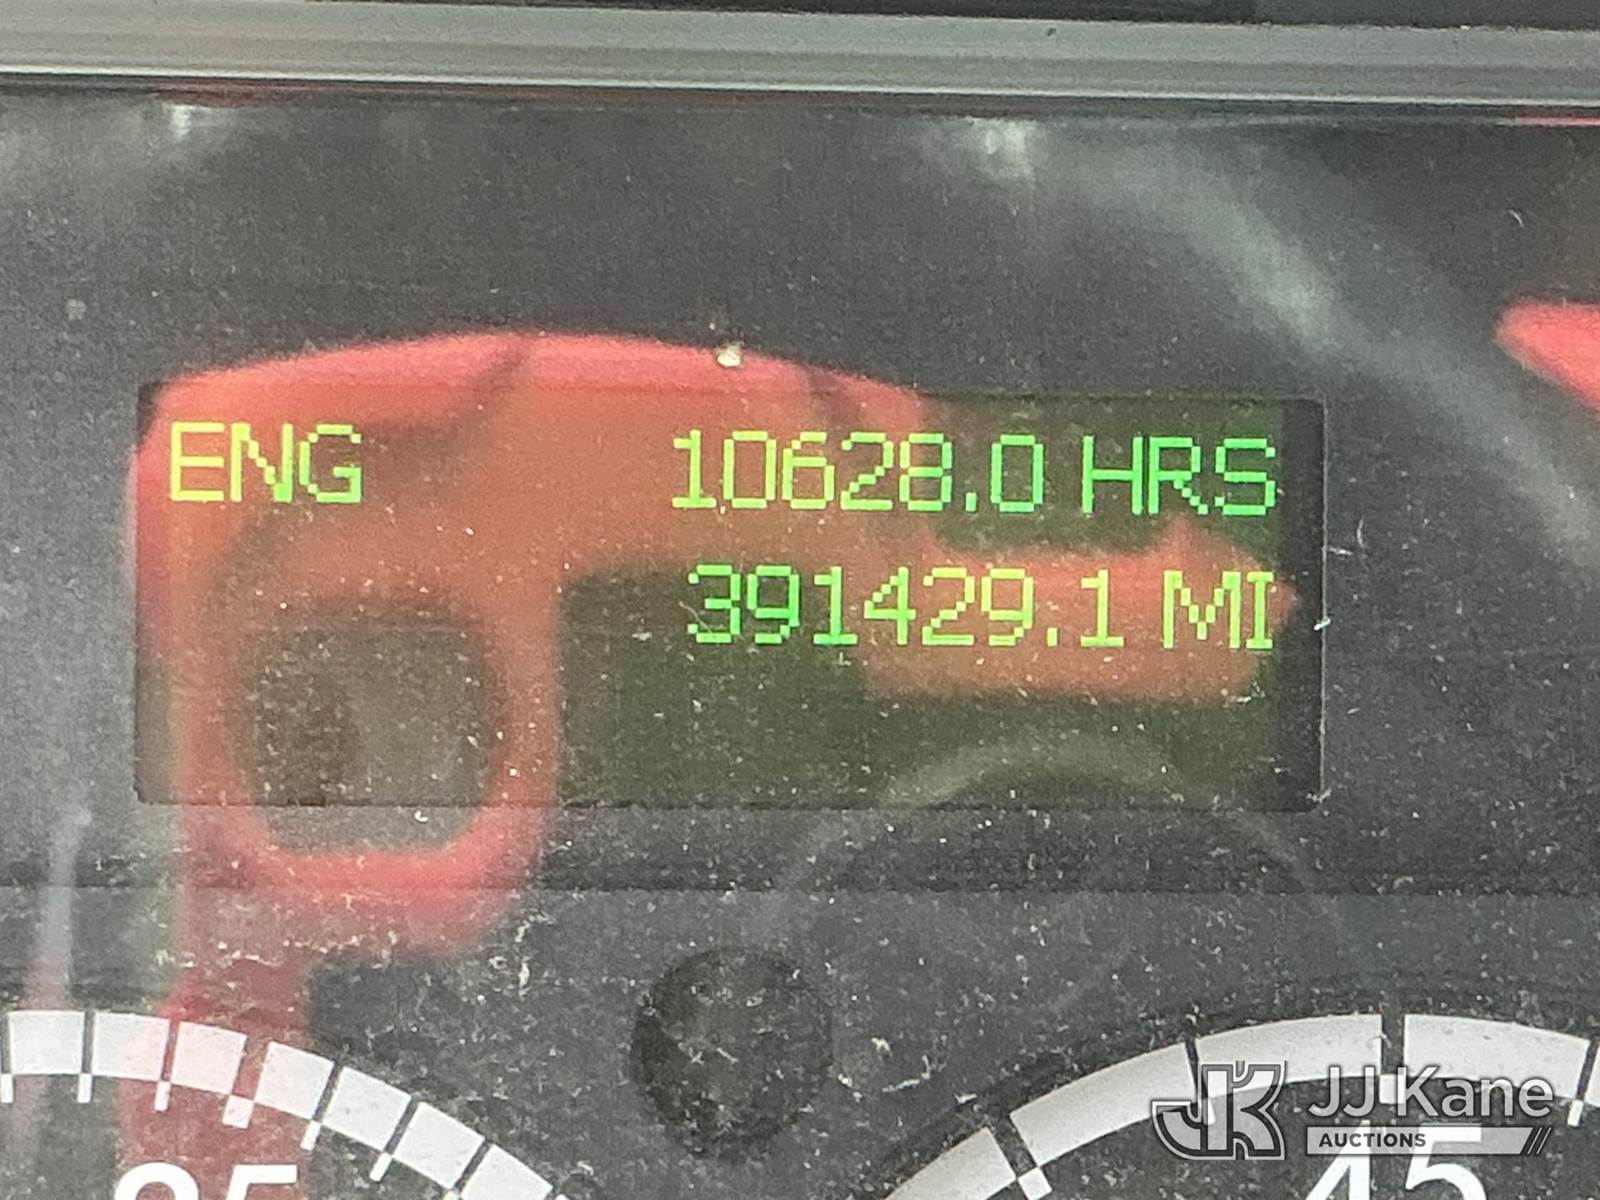 ENG 10628.0 HRS
391429.1 MI
45
JJ Kane
AUCTIONS